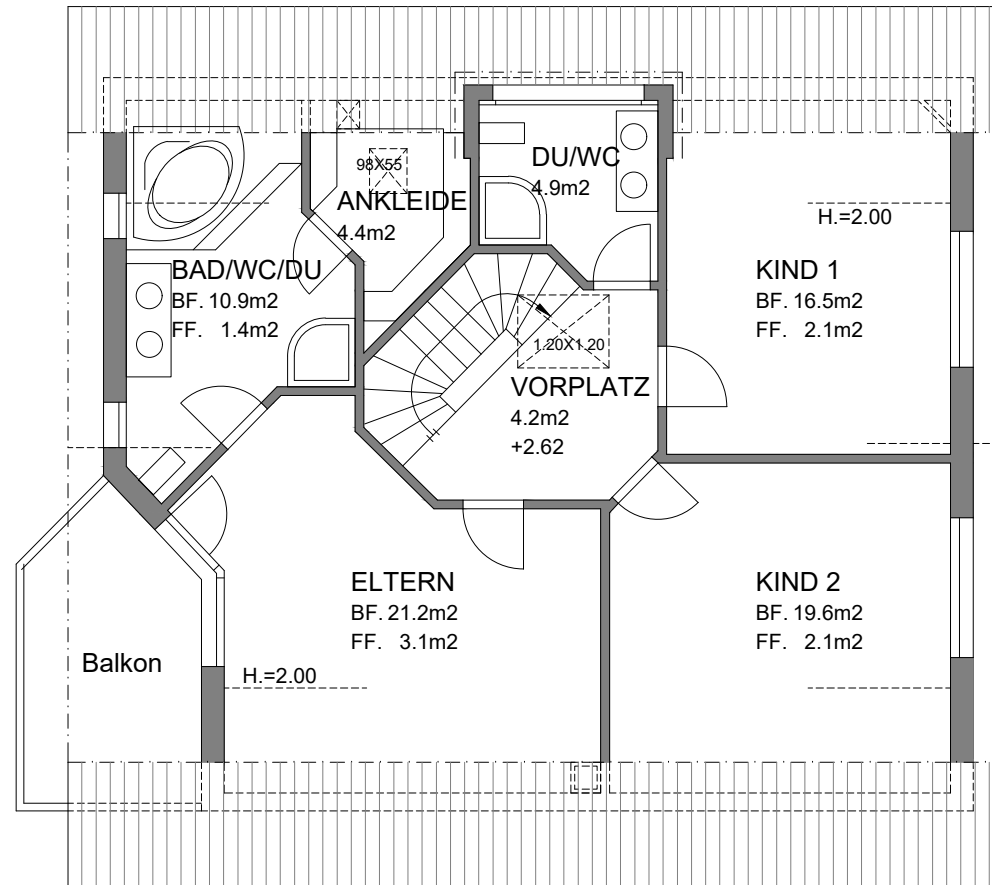 98X55
DU/WC
4.9m2
ANKLEIDE
4.4m2
H.=2.00
BAD/WC/DU
BF. 10.9m2
FF. 1.4m2
KIND 1
BF. 16.5m2
FF. 2.1m2
1.20X1.20
VORPLATZ
4.2m2
+2.62
ELTERN
BF. 21.2m2
FF. 3.1m2
KIND 2
BF. 19.6m2
FF. 2.1m2
Balkon
H.=2.00